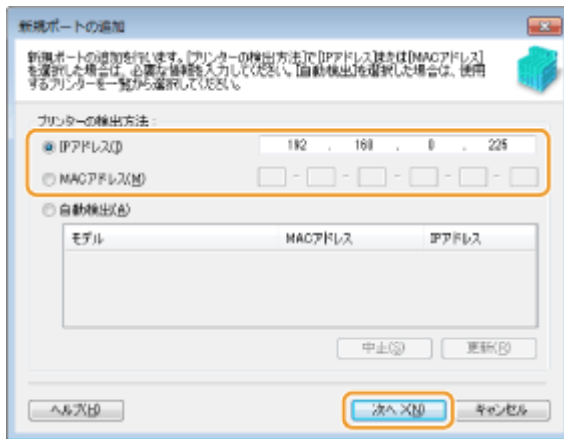 新規ポートの追加
新規ポートの追加を行います。[プリンターの検出方法]で[IPアドレス]または[MACアドレス]
を選択した場合は、必要な情報を入力してください。[自動検出]を選択した場合は、使用
するプリンターを一覧から選択してください。
プリンターの検出方法:
IPアドレス(I) 192 . 168 . 0 . 225
MACアドレス(M) - - - - -
自動検出(A)
モデル MACアドレス IPアドレス
中止(S) 更新(R)
ヘルプ(H) 次へ >(N) キャンセル